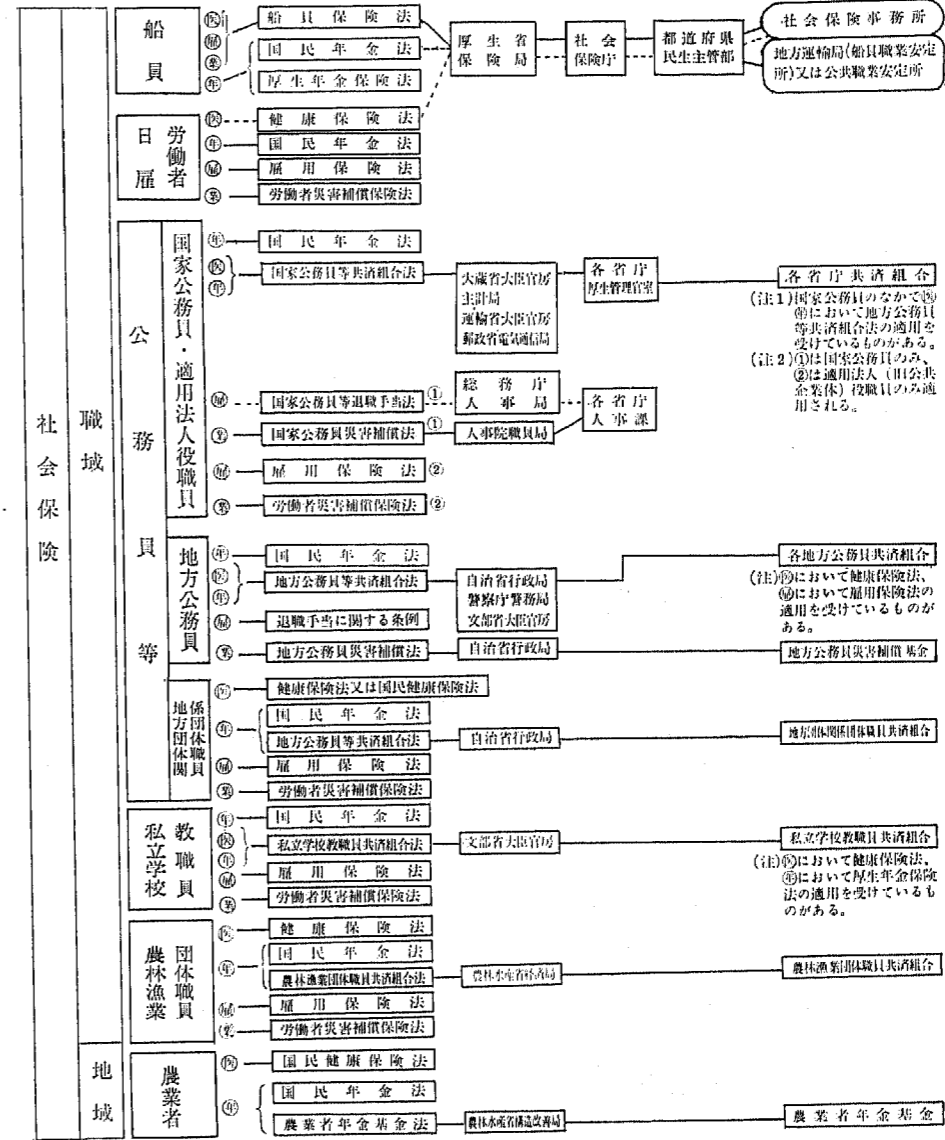 社会保険
職域
地域
船員
医
雇
業
年
船員保険法
国民年金法
厚生年金保険法
厚生省
保険局
社会
保険庁
都道府県
民生主管部
社会保険事務所
地方運輸局(船員職業安定
所)又は公共職業安定所
日雇
労働者
医
健康保険法
年
国民年金法
雇
雇用保険法
業
労働者災害補償保険法
公務員等
国家公務員・適用法人役職員
年
国民年金法
医
年
国家公務員等共済組合法
大蔵省大臣官房
主計局
運輸省大臣官房
郵政省電気通信局
各省庁
厚生管理官室
各省庁共済組合
(注1)国家公務員のなかで医
年において地方公務員
等共済組合法の適用を
受けているものがある。
(注2)①は国家公務員のみ、
②は適用法人(旧公共
企業体)役職員のみ適
用される。
雇
国家公務員等退職手当法
①
総務庁
人事局
各省庁
人事課
業
国家公務員災害補償法
①
人事院職員局
雇
雇用保険法
②
業
労働者災害補償保険法
②
地方公務員
年
国民年金法
医
年
地方公務員等共済組合法
自治省行政局
警察庁警務局
文部省大臣官房
各地方公務員共済組合
(注)医において健康保険法、
雇において雇用保険法の
適用を受けているものが
ある。
雇
退職手当に関する条例
業
地方公務員災害補償法
自治省行政局
地方公務員災害補償基金
地方団体関
係団体職員
医
健康保険法又は国民健康保険法
年
国民年金法
地方公務員等共済組合法
自治省行政局
地方団体関係団体職員共済組合
雇
雇用保険法
業
労働者災害補償保険法
私立学校
教職員
年
国民年金法
医
年
私立学校教職員共済組合法
文部省大臣官房
私立学校教職員共済組合
(注)医において健康保険法、
年において厚生年金保険
法の適用を受けているも
のがある。
雇
雇用保険法
業
労働者災害補償保険法
農林漁業
団体職員
医
健康保険法
年
国民年金法
農林漁業団体職員共済組合法
農林水産省経済局
農林漁業団体職員共済組合
雇
雇用保険法
業
労働者災害補償保険法
農業者
医
国民健康保険法
年
国民年金法
農業者年金基金法
農林水産省構造改善局
農業者年金基金